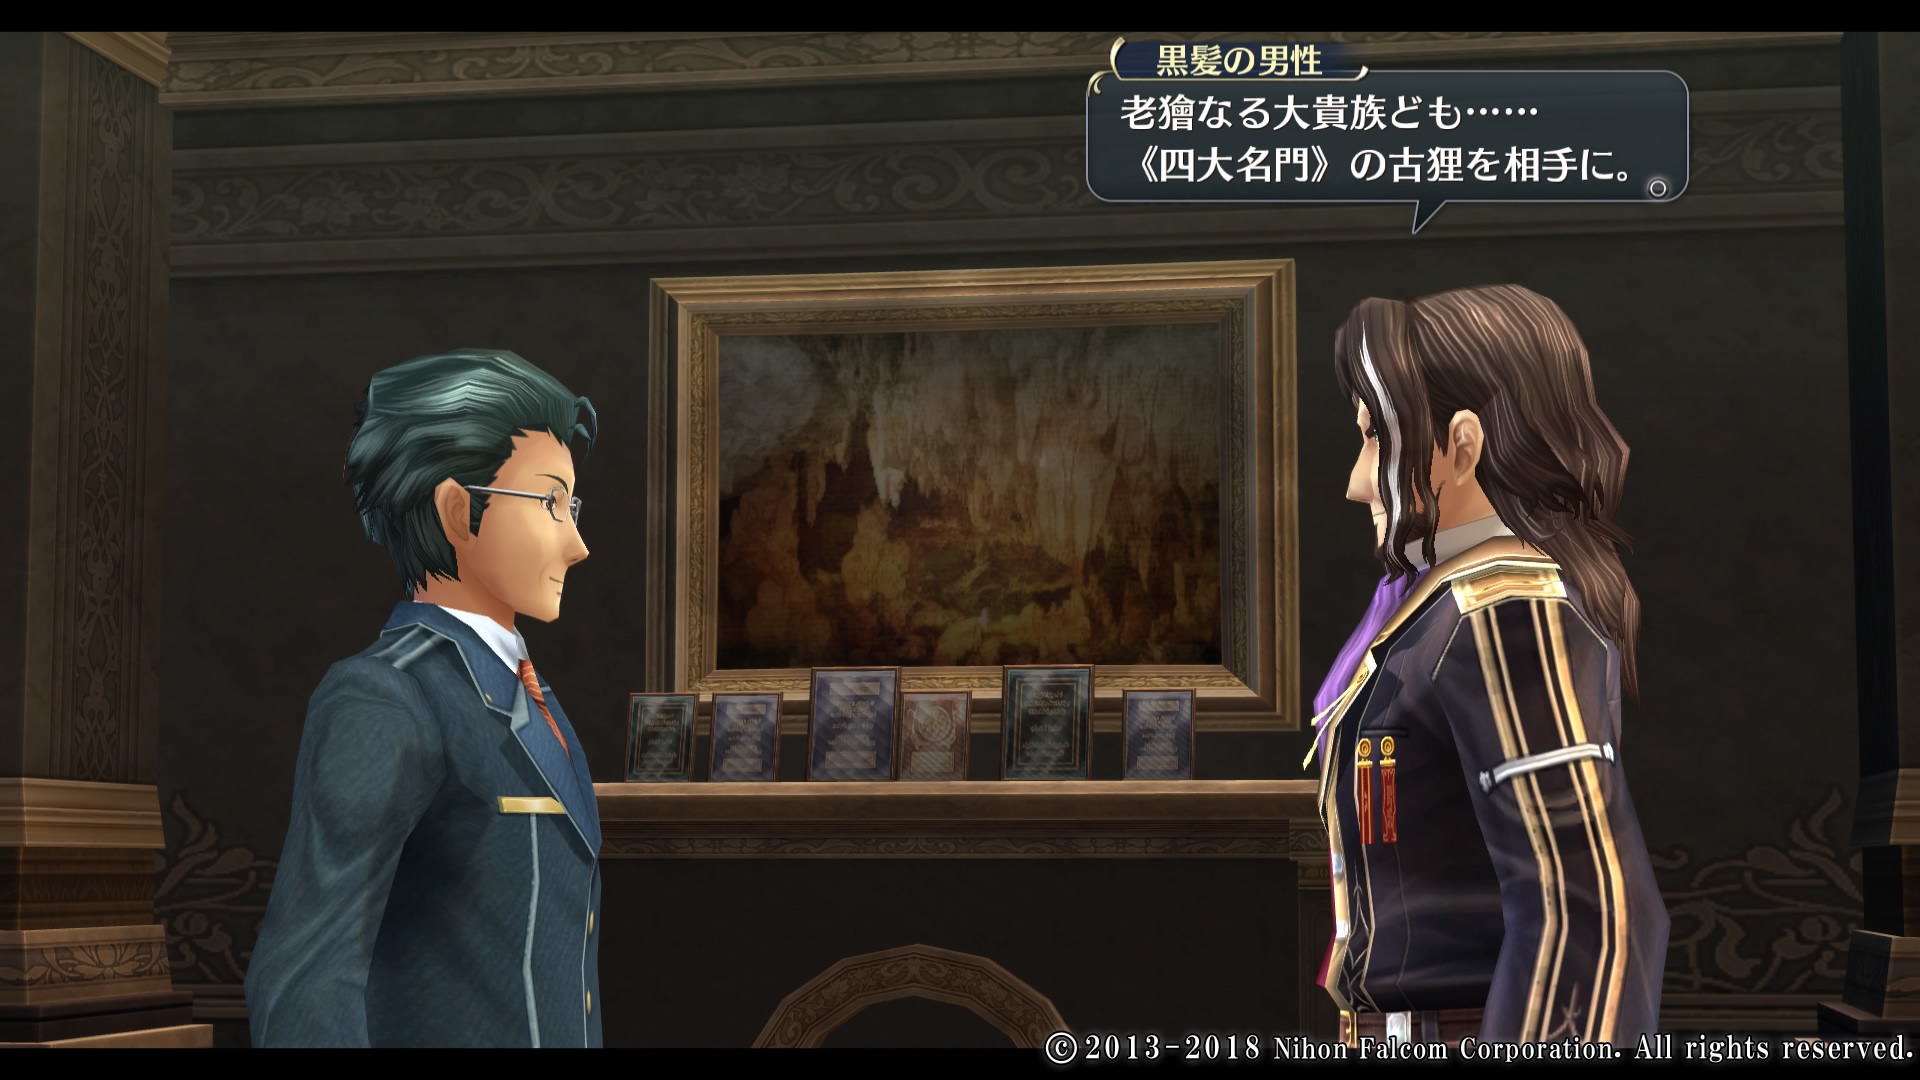 黒髪の男性
老獪なる大貴族ども……
《四大名門》の古狸を相手に。
©2013-2018 Nihon Falcom Corporation. All rights reserved.